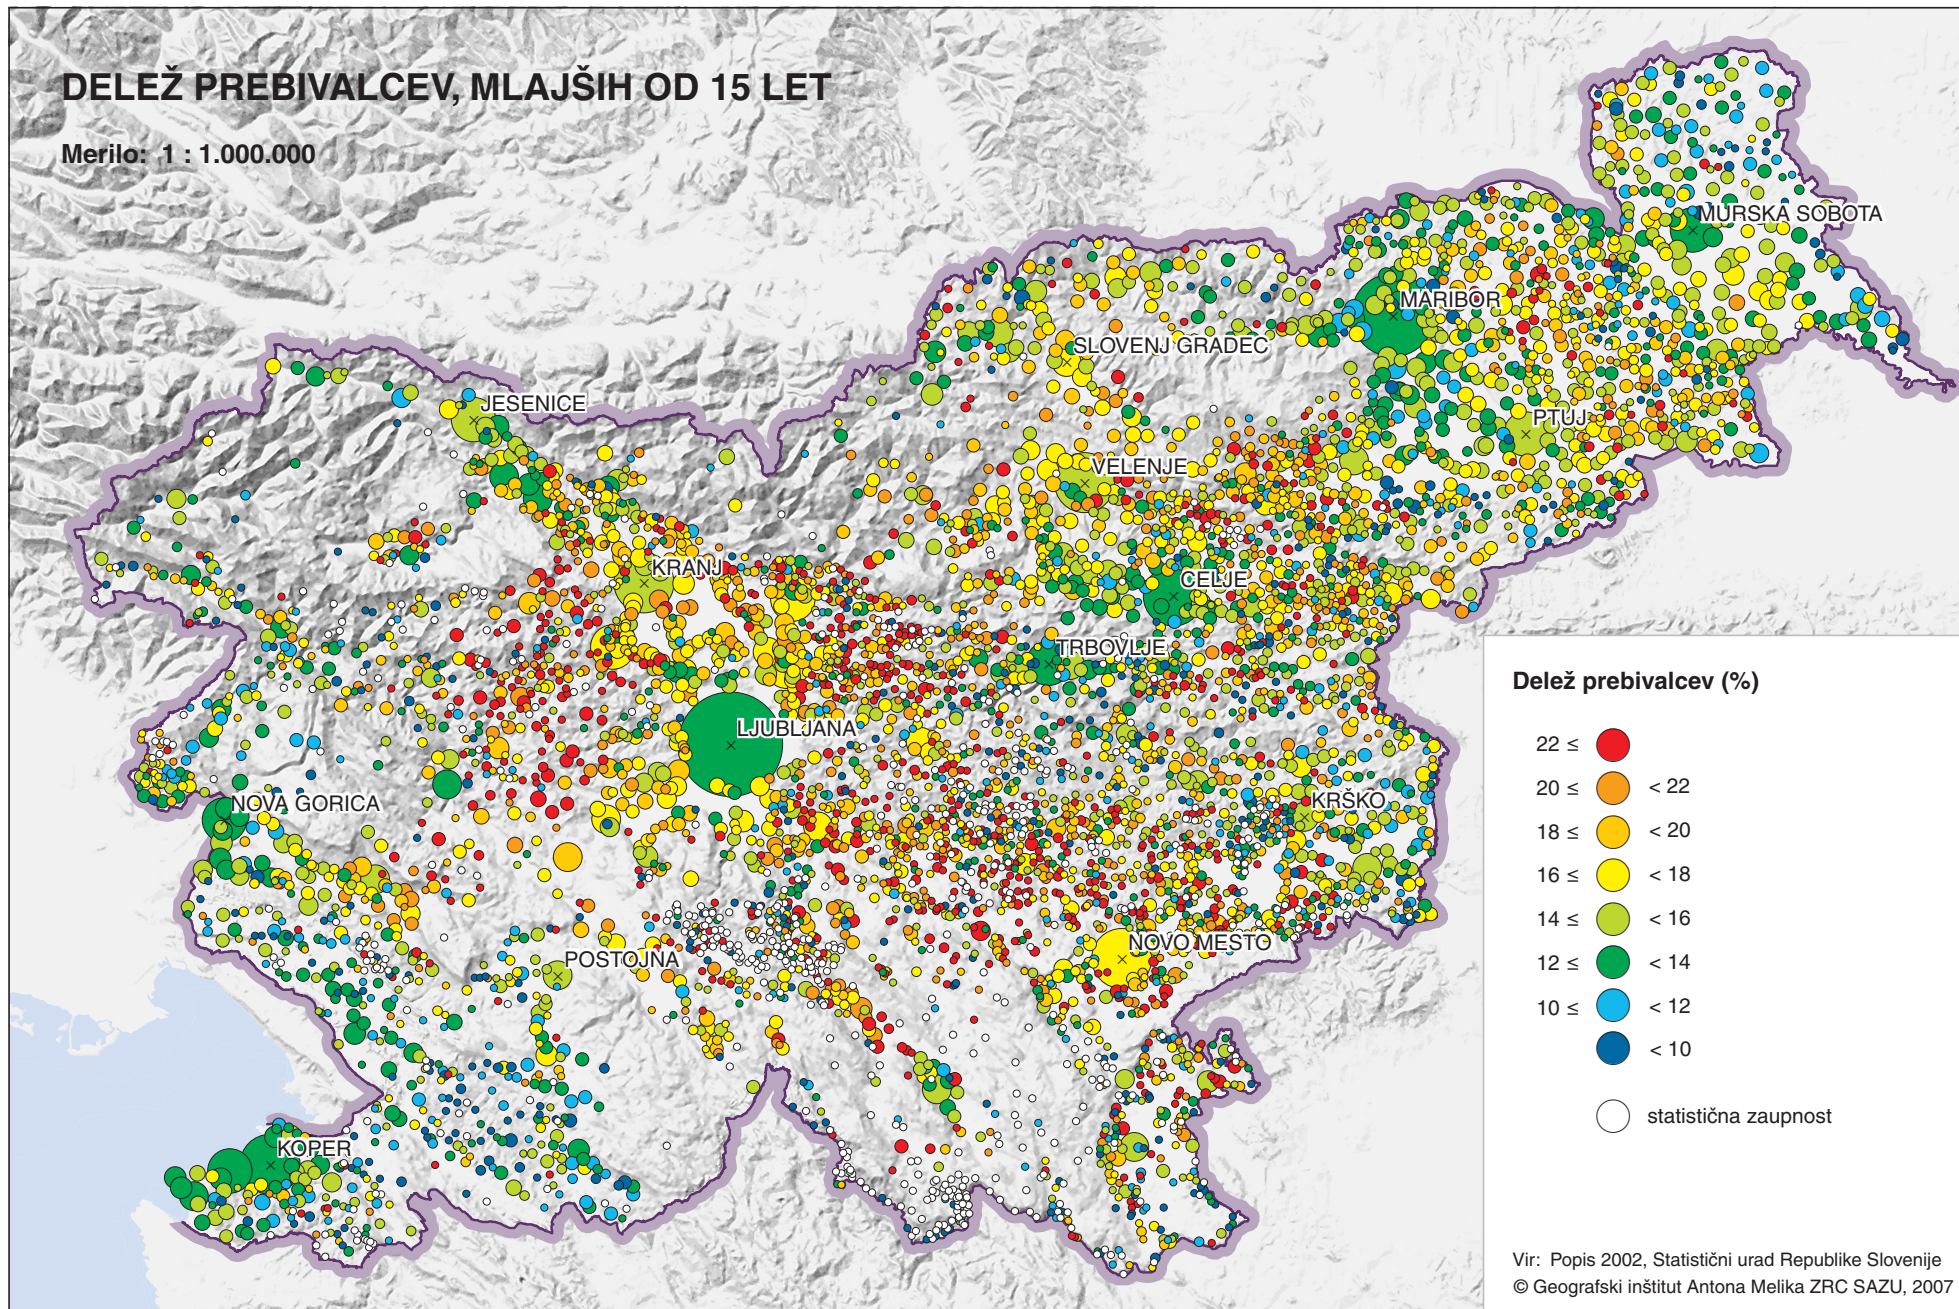 DELEŽ PREBIVALCEV, MLAJŠIH OD 15 LET
Merilo: 1 : 1.000.000
MURSKA SOBOTA
MARIBOR
SLOVENJ GRADEC
JESENICE
PTUJ
VELENJE
KRANJ
CELJE
TRBOVLJE
LJUBLJANA
NOVA GORICA
KRŠKO
NOVO MESTO
POSTOJNA
KOPER
Delež prebivalcev (%)
22 ≤
20 ≤ < 22
18 ≤ < 20
16 ≤ < 18
14 ≤ < 16
12 ≤ < 14
10 ≤ < 12
< 10
statistična zaupnost
Vir: Popis 2002, Statistični urad Republike Slovenije
© Geografski inštitut Antona Melika ZRC SAZU, 2007